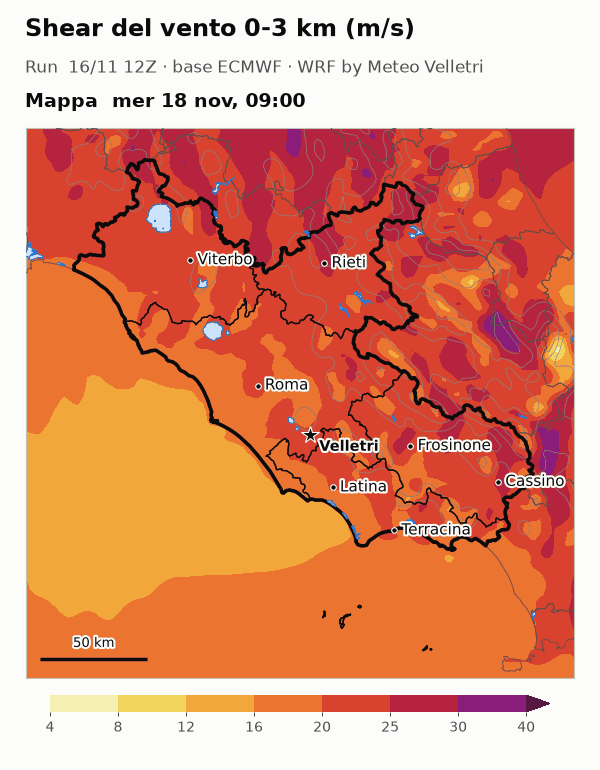 Shear del vento 0-3 km (m/s)
Run  16/11 12Z · base ECMWF · WRF by Meteo Velletri
Mappa  mer 18 nov, 09:00
Viterbo
Rieti
Roma
Velletri
Frosinone
Latina
Cassino
Terracina
50 km
4 8 12 16 20 25 30 40